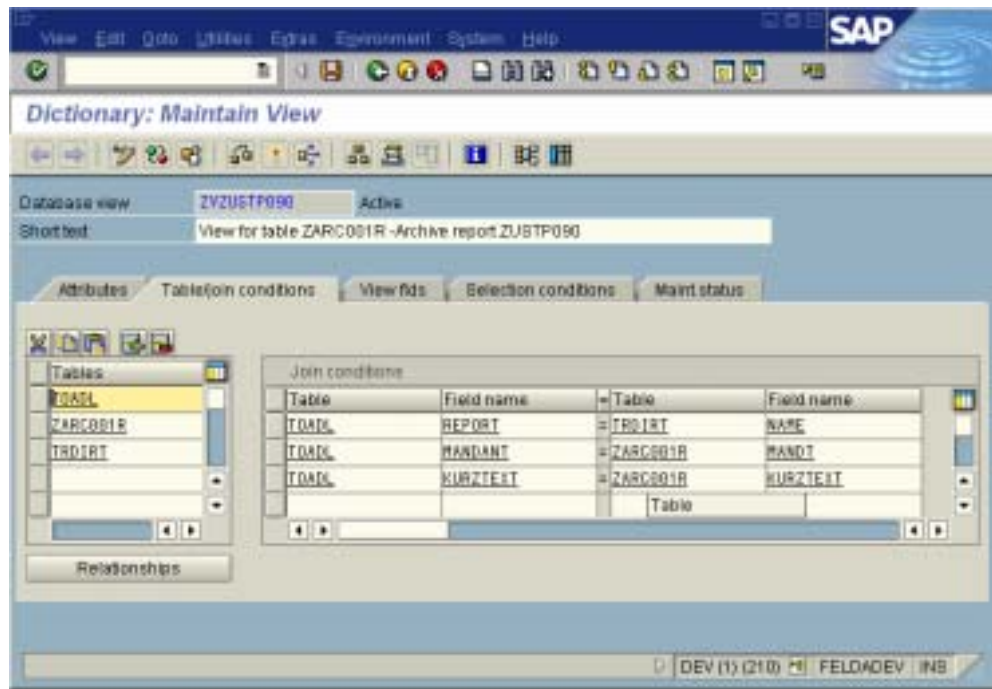 View Edit Goto Utilities Extras Environment System Help
SAP
Dictionary: Maintain View
Database view ZVZUSTP090 Active
Short text View for table ZARC001R -Archive report ZUSTP090
Attributes Table/join conditions View flds Selection conditions Maint.status
Tables Join conditions
Table Field name = Table Field name
TOADL TOADL REPORT = TRDIRT NAME
ZARC001R TOADL MANDANT = ZARC001R MANDT
TRDIRT TOADL KURZTEXT = ZARC001R KURZTEXT
Table
Relationships
DEV (1) (210) FELDADEV INS